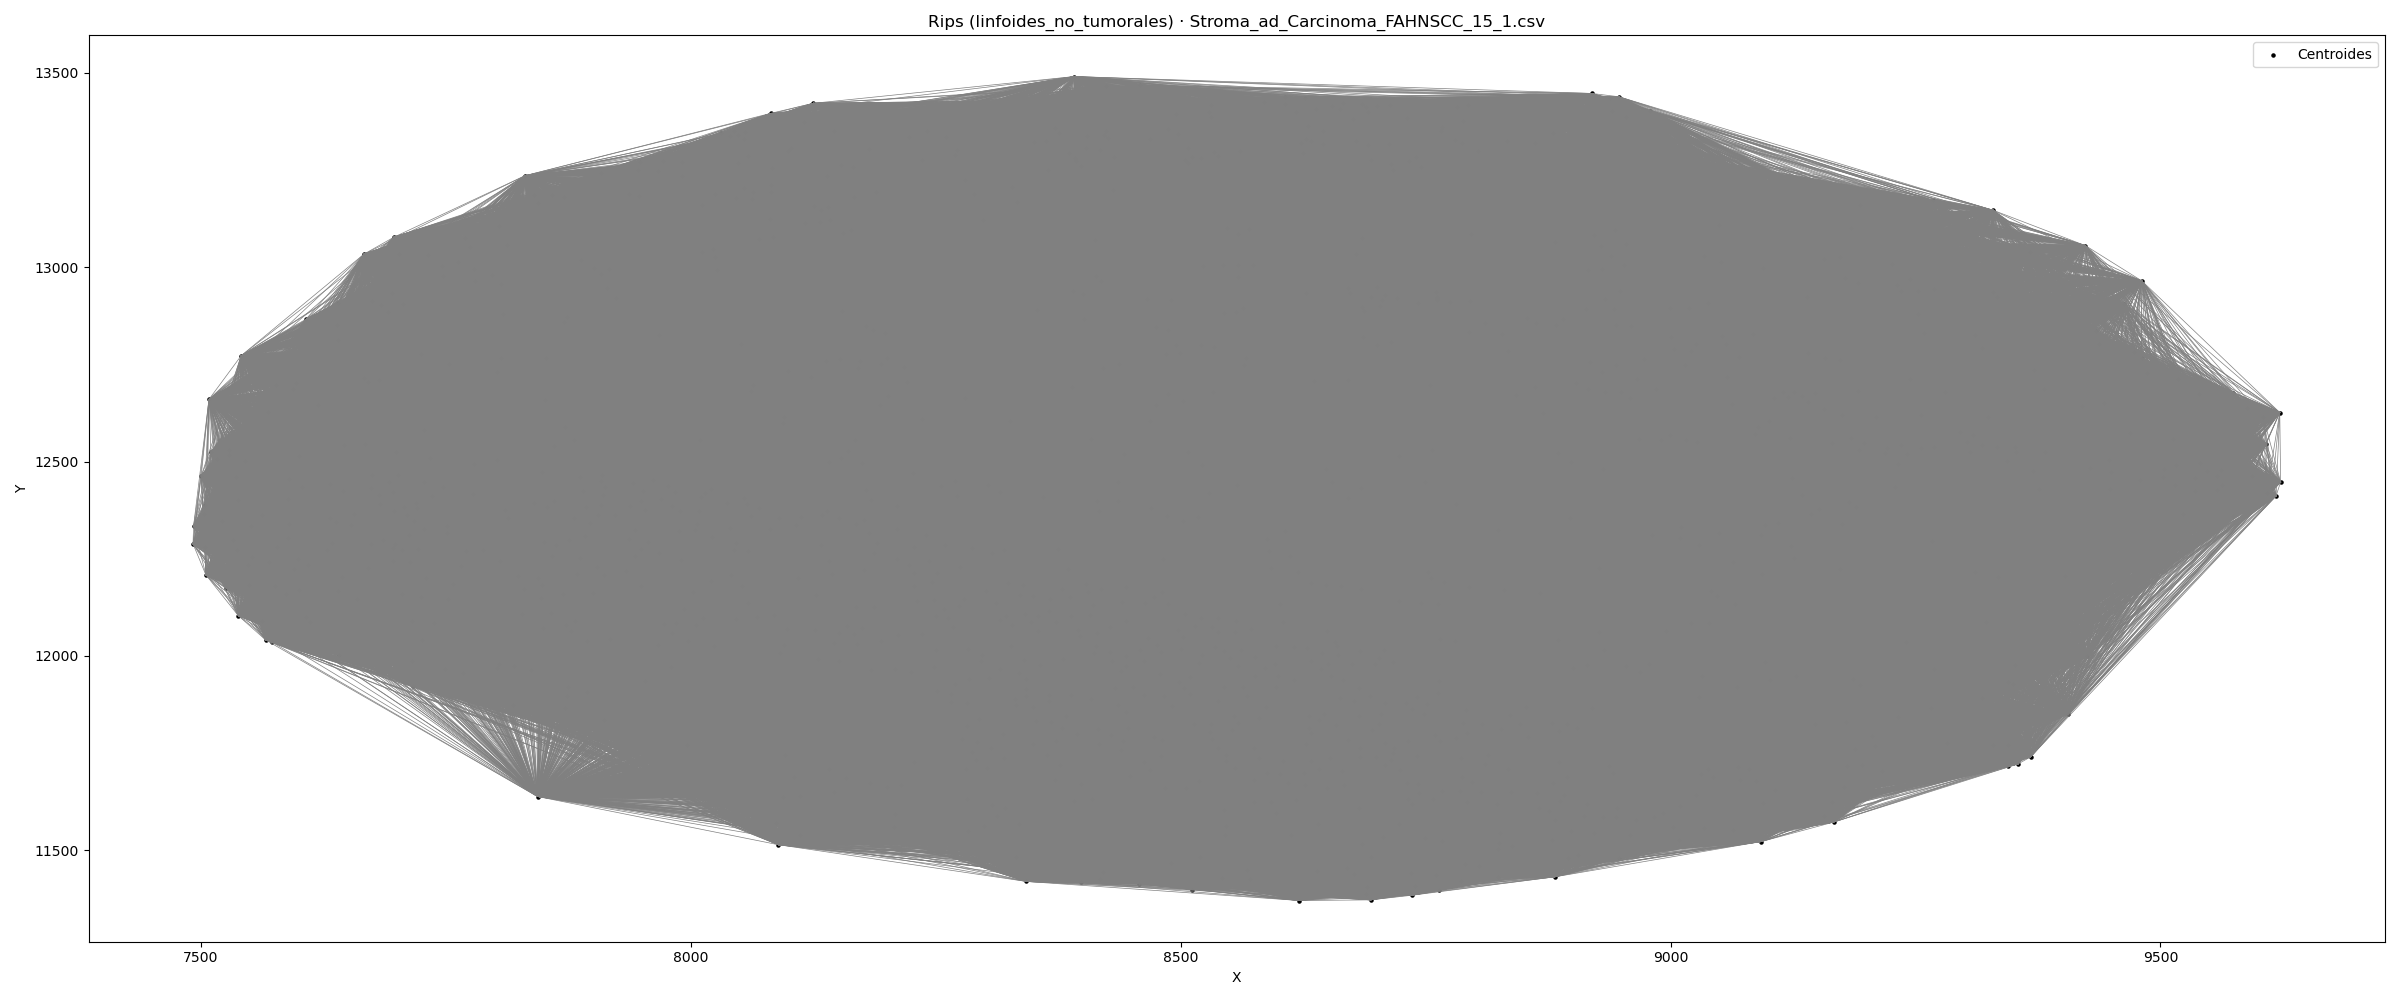 Rips (linfoides_no_tumorales) · Stroma_ad_Carcinoma_FAHNSCC_15_1.csv
Centroides
13500
13000
12500
12000
11500
Y
7500
8000
8500
9000
9500
X